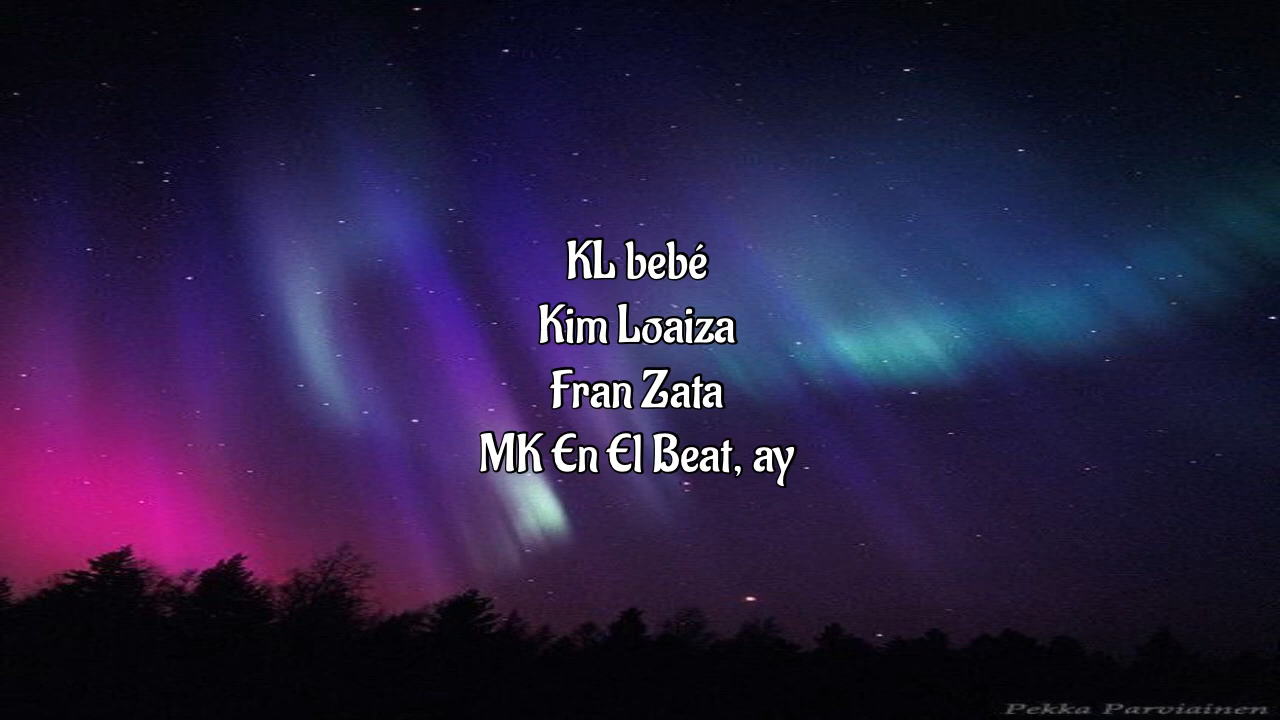 KL bebé
Kim Loaiza
Fran Zata
MK En El Beat, ay
Pekka Parviainen